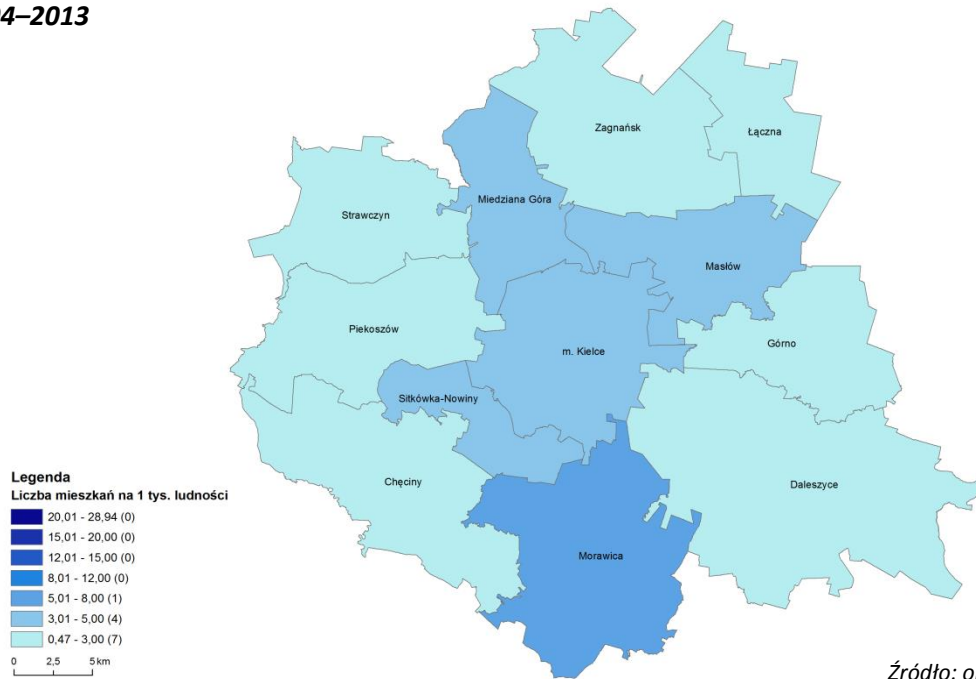 4–2013
Zagnańsk
Łączna
Miedziana Góra
Strawczyn
Masłów
Piekoszów
m. Kielce
Górno
Sitkówka-Nowiny
Chęciny
Daleszyce
Morawica
Legenda
Liczba mieszkań na 1 tys. ludności
20,01 - 28,94 (0)
15,01 - 20,00 (0)
12,01 - 15,00 (0)
8,01 - 12,00 (0)
5,01 - 8,00 (1)
3,01 - 5,00 (4)
0,47 - 3,00 (7)
0 2,5 5 km
Źródło: o